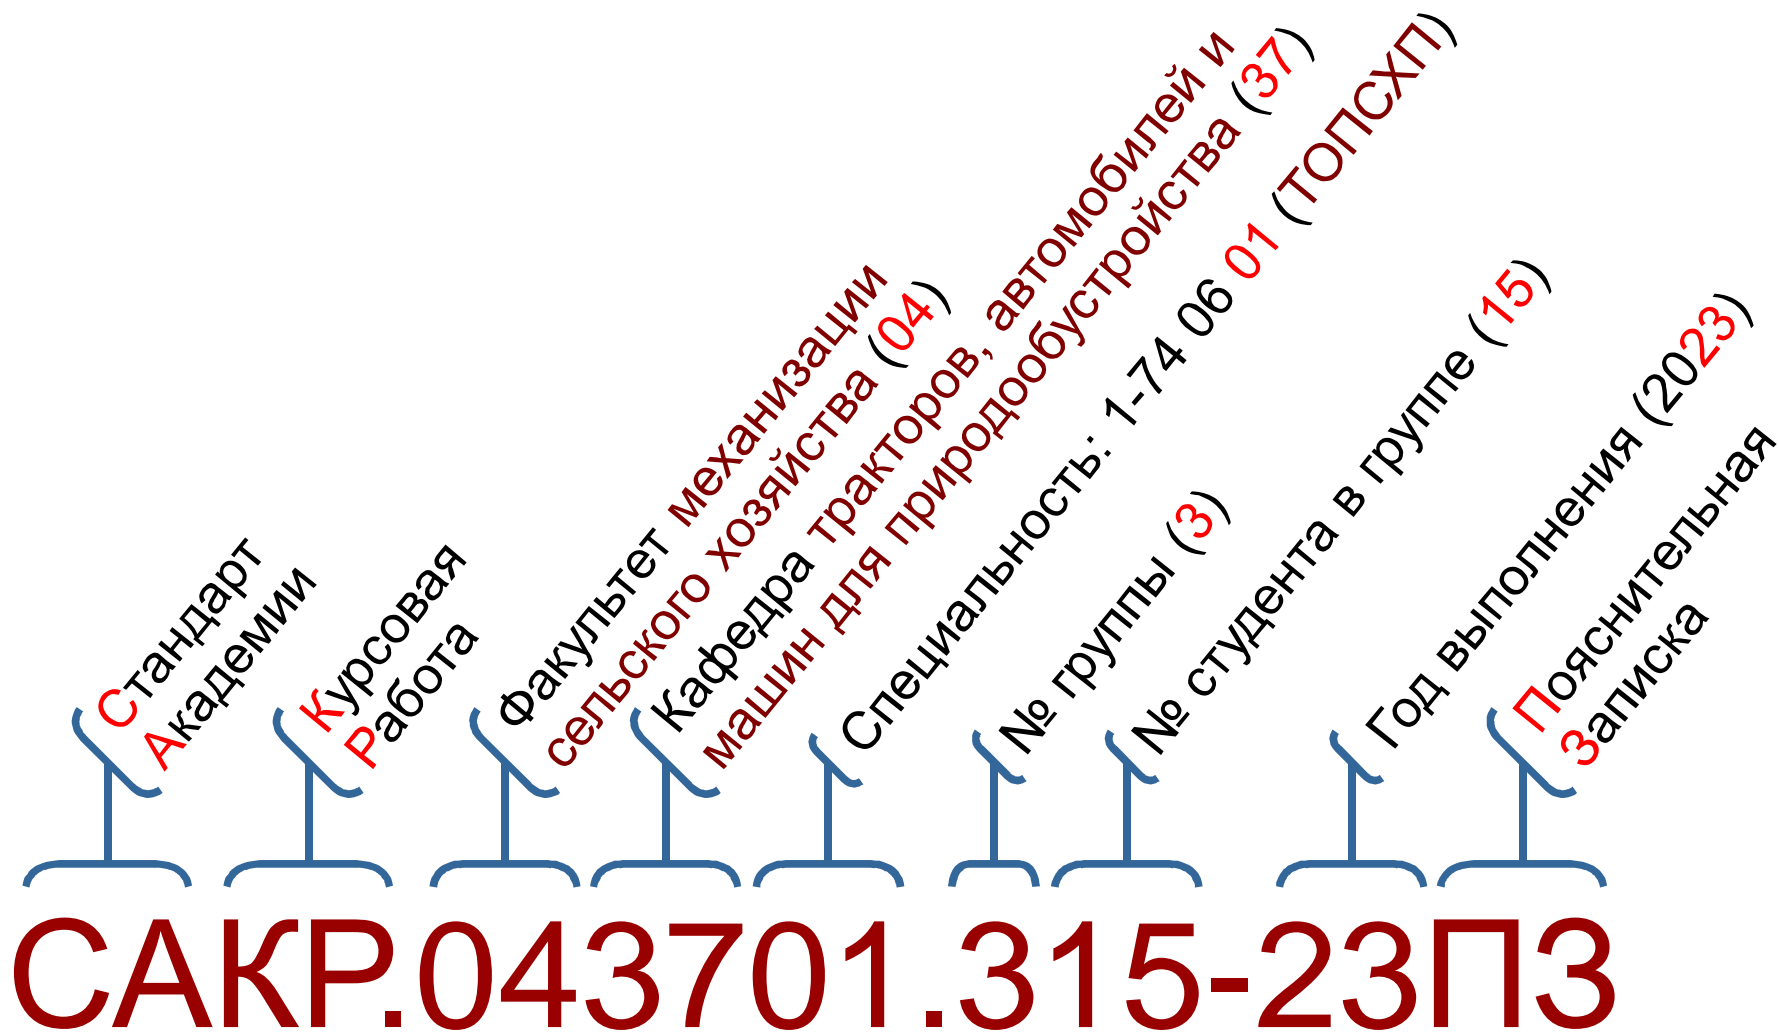 Стандарт
Академии
Курсовая
Работа
Факультет механизации
сельского хозяйства (04)
Кафедра тракторов, автомобилей и
машин для природообустройства (37)
Специальность: 1-74 06 01 (ТОПСХП)
№ группы (3)
№ студента в группе (15)
Год выполнения (2023)
Пояснительная
Записка
САКР.043701.315-23ПЗ